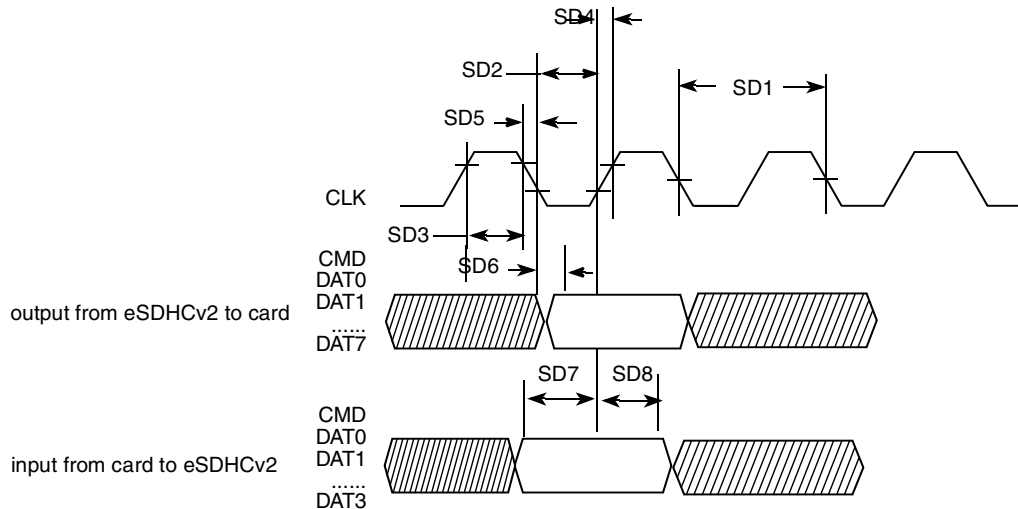 SD4
SD2
SD1
SD5
CLK
SD3
CMD
SD6
DAT0
output from eSDHCv2 to card
DAT1
......
DAT7
SD7
SD8
CMD
DAT0
input from card to eSDHCv2
DAT1
......
DAT3